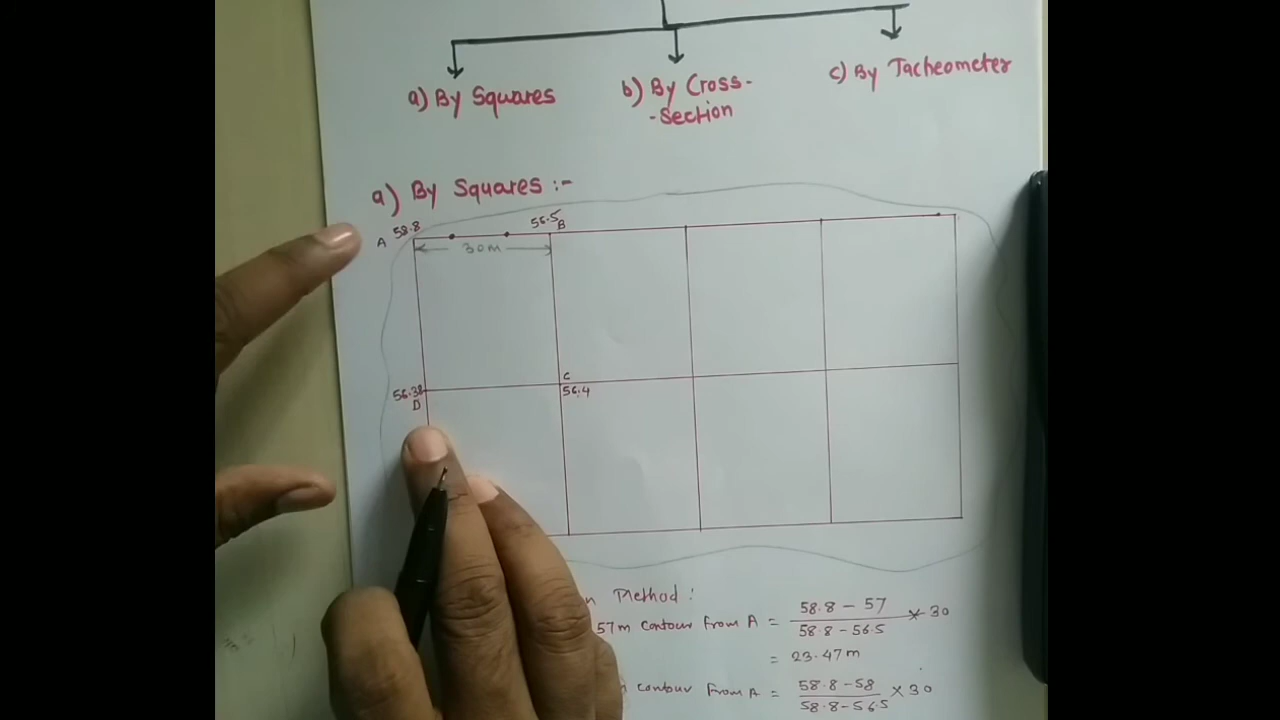 a) By Squares
b) By Cross-
-Section
c) By Tacheometer
a) By Squares :-
A 58.8
56.5 B
30m
C
56.38
D
56.4
n Method :
57m contour from A = 58.8 - 57 / 58.8 - 56.5 × 30
= 23.47m
contour from A = 58.8 - 58 / 58.8 - 56.5 × 30